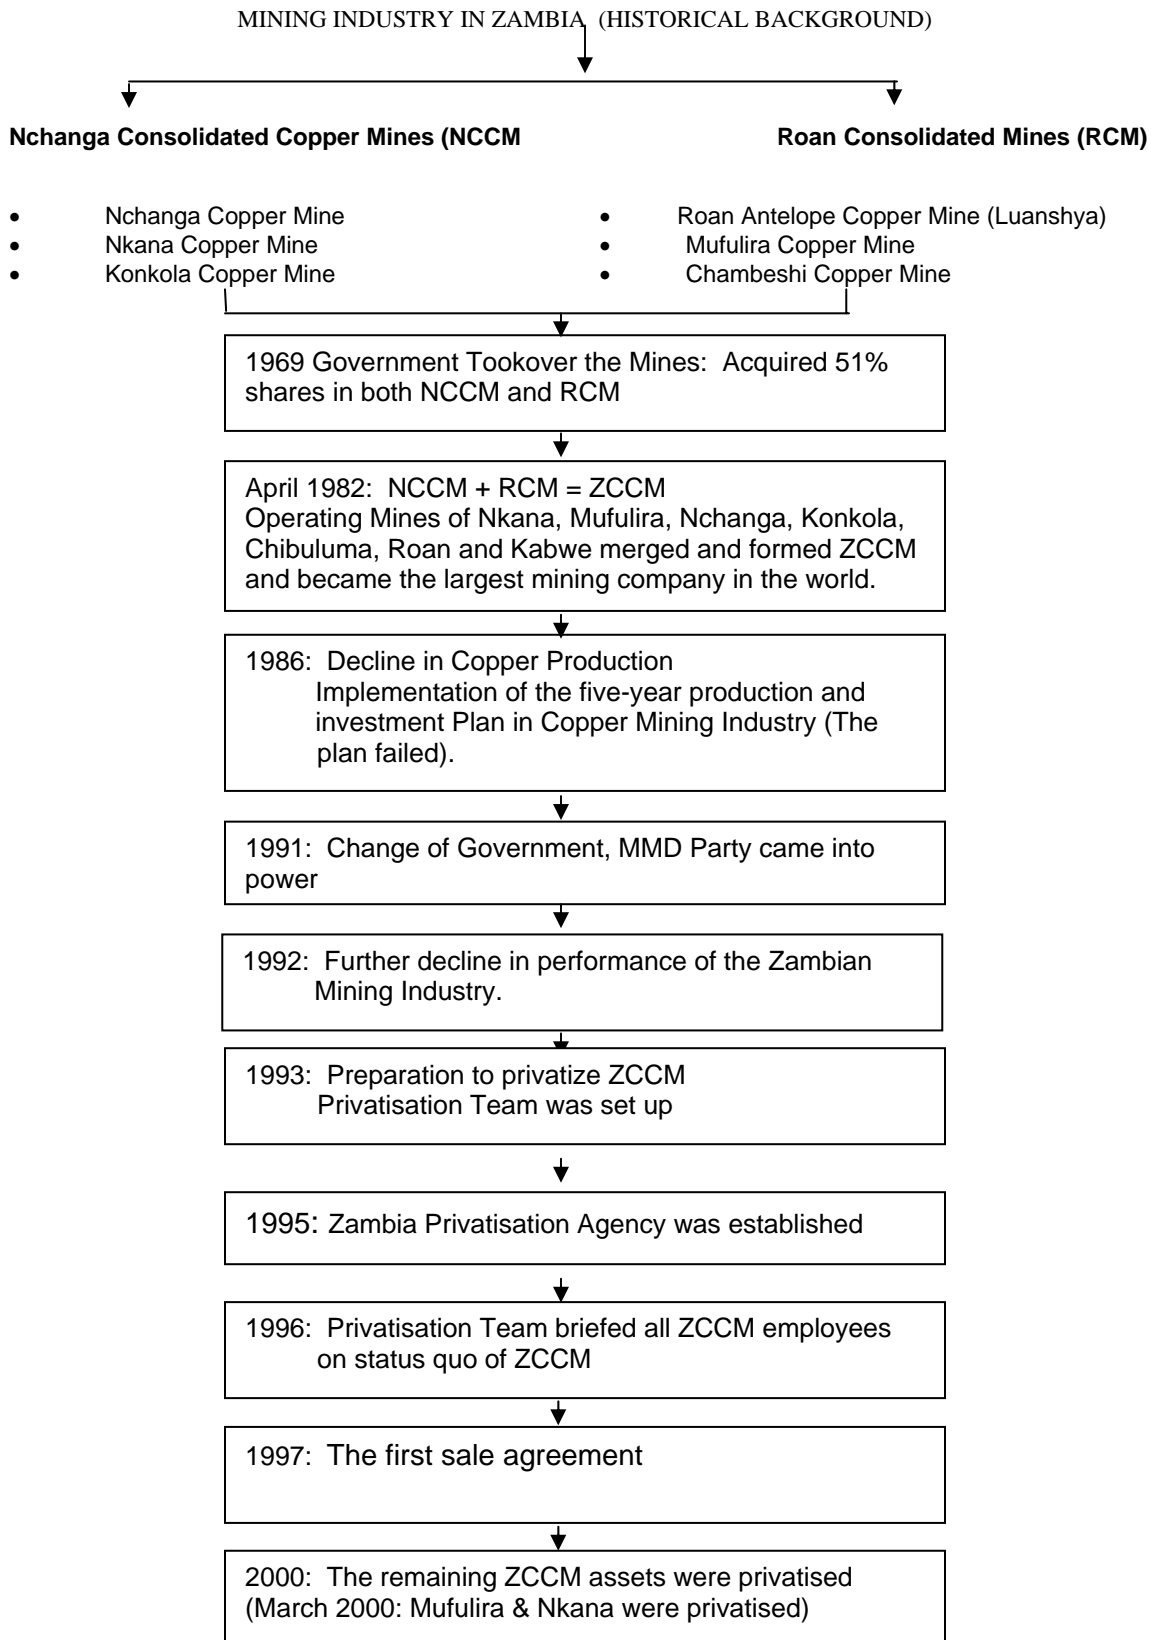 MINING INDUSTRY IN ZAMBIA (HISTORICAL BACKGROUND)
Nchanga Consolidated Copper Mines (NCCM
Roan Consolidated Mines (RCM)
• Nchanga Copper Mine
• Nkana Copper Mine
• Konkola Copper Mine
• Roan Antelope Copper Mine (Luanshya)
• Mufulira Copper Mine
• Chambeshi Copper Mine
1969 Government Tookover the Mines: Acquired 51%
shares in both NCCM and RCM
April 1982: NCCM + RCM = ZCCM
Operating Mines of Nkana, Mufulira, Nchanga, Konkola,
Chibuluma, Roan and Kabwe merged and formed ZCCM
and became the largest mining company in the world.
1986: Decline in Copper Production
Implementation of the five-year production and
investment Plan in Copper Mining Industry (The
plan failed).
1991: Change of Government, MMD Party came into
power
1992: Further decline in performance of the Zambian
Mining Industry.
1993: Preparation to privatize ZCCM
Privatisation Team was set up
1995: Zambia Privatisation Agency was established
1996: Privatisation Team briefed all ZCCM employees
on status quo of ZCCM
1997: The first sale agreement
2000: The remaining ZCCM assets were privatised
(March 2000: Mufulira & Nkana were privatised)